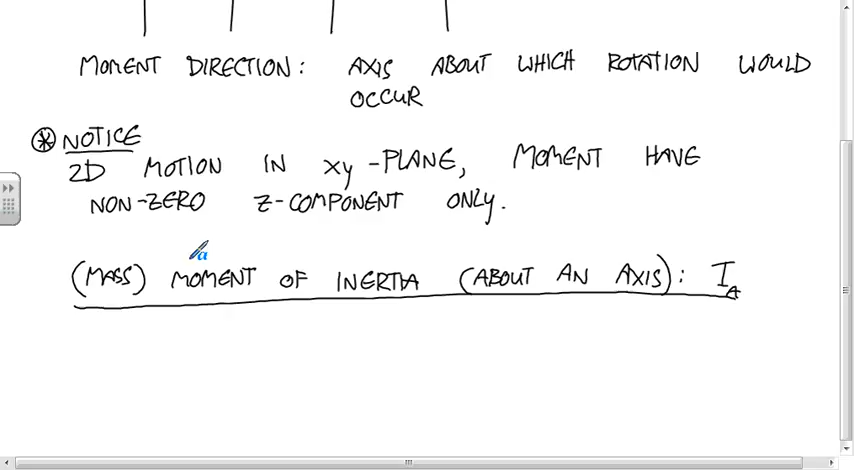 MOMENT DIRECTION: AXIS ABOUT WHICH ROTATION WOULD
OCCUR
* NOTICE
2D MOTION IN xy-PLANE, MOMENT HAVE
NON-ZERO Z-COMPONENT ONLY.
(MASS) MOMENT OF INERTIA (ABOUT AN AXIS): I_A